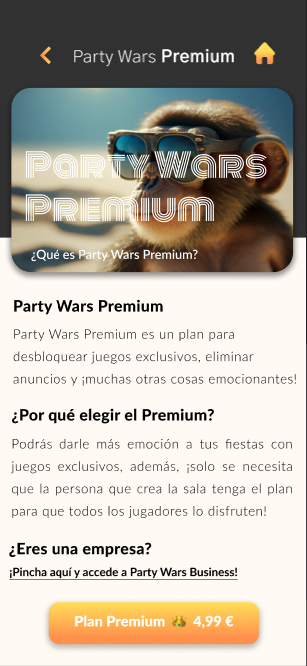 Party Wars Premium
Party Wars
Premium
¿Qué es Party Wars Premium?
Party Wars Premium
Party Wars Premium es un plan para
desbloquear juegos exclusivos, eliminar
anuncios y ¡muchas otras cosas emocionantes!
¿Por qué elegir el Premium?
Podrás darle más emoción a tus fiestas con
juegos exclusivos, además, ¡solo se necesita
que la persona que crea la sala tenga el plan
para que todos los jugadores lo disfruten!
¿Eres una empresa?
¡Pincha aquí y accede a Party Wars Business!
Plan Premium 4,99 €